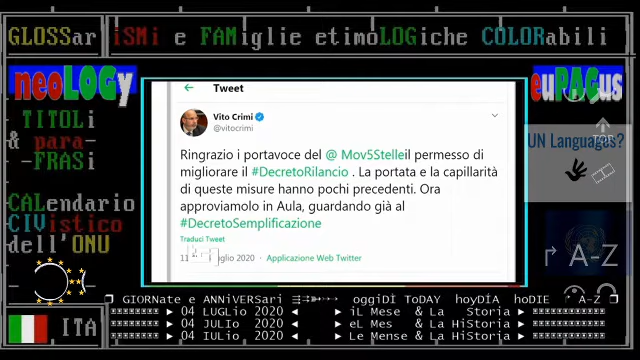 GLOSSar iSMi e FAMiglie etimoLOGiche COLORabili
neoLOGy
euPAGus
TITOLi
& para-
-FRASi
CALendario
CIVistico
dell'ONU
Tweet
Vito Crimi
@vitocrimi
Ringrazio i portavoce del @ Mov5Stelleil permesso di
migliorare il #DecretoRilancio . La portata e la capillarità
di queste misure hanno pochi precedenti. Ora
approviamo in Aula, guardando già al
#DecretoSemplificazione
Traduci Tweet
2020 · Applicazione Web Twitter
TOP
UN Languages?
A-Z
GiORNate e ANNiVERSari oggiDÌ ToDAY hoyDÍA hoDIE A-Z
04 LUGLio 2020 iL Mese & La Storia
04 JULIo 2020 eL Mes & La HiStoria
04 IULio 2020 Le Mense & La HiStoria
ITA